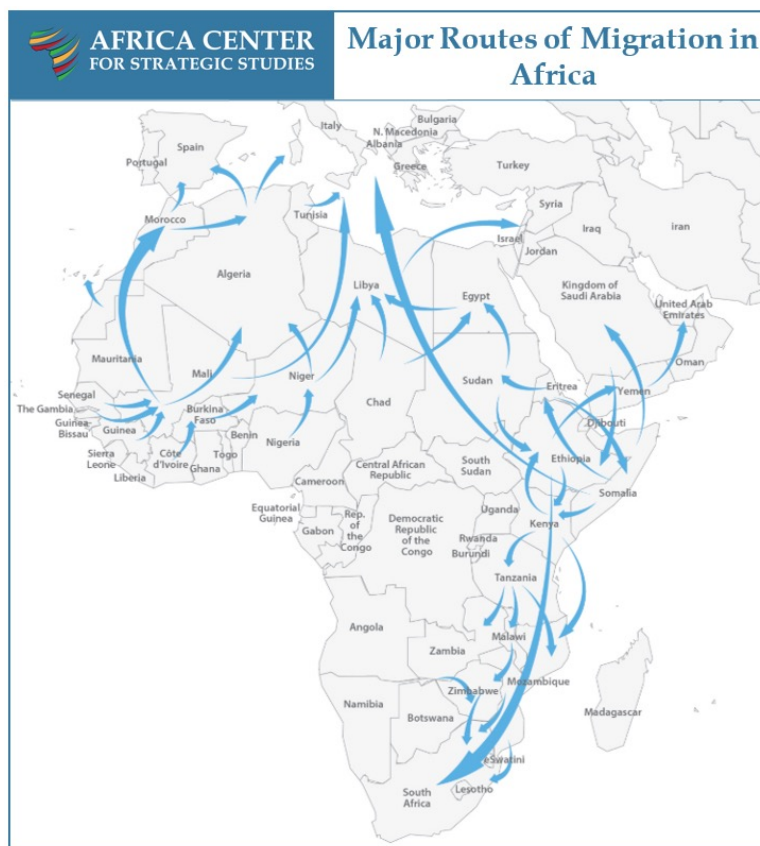 AFRICA CENTER
FOR STRATEGIC STUDIES
Major Routes of Migration in
Africa
Italy
Bulgaria
N. Macedonia
Albania
Spain
Portugal
Greece
Turkey
Syria
Iraq
Iran
Israel
Jordan
Morocco
Tunisia
Algeria
Libya
Egypt
Kingdom of
Saudi Arabia
United Arab
Emirates
Oman
Yemen
Mauritania
Mali
Niger
Chad
Sudan
Eritrea
Djibouti
Senegal
The Gambia
Guinea-
Bissau
Guinea
Burkina
Faso
Benin
Nigeria
Sierra
Leone
Liberia
Côte
d'Ivoire
Ghana
Togo
Cameroon
Central African
Republic
South
Sudan
Ethiopia
Somalia
Equatorial
Guinea
Gabon
Rep.
of the
Congo
Democratic
Republic
of the Congo
Uganda
Kenya
Rwanda
Burundi
Tanzania
Angola
Zambia
Malawi
Mozambique
Zimbabwe
Namibia
Botswana
Madagascar
eSwatini
South
Africa
Lesotho